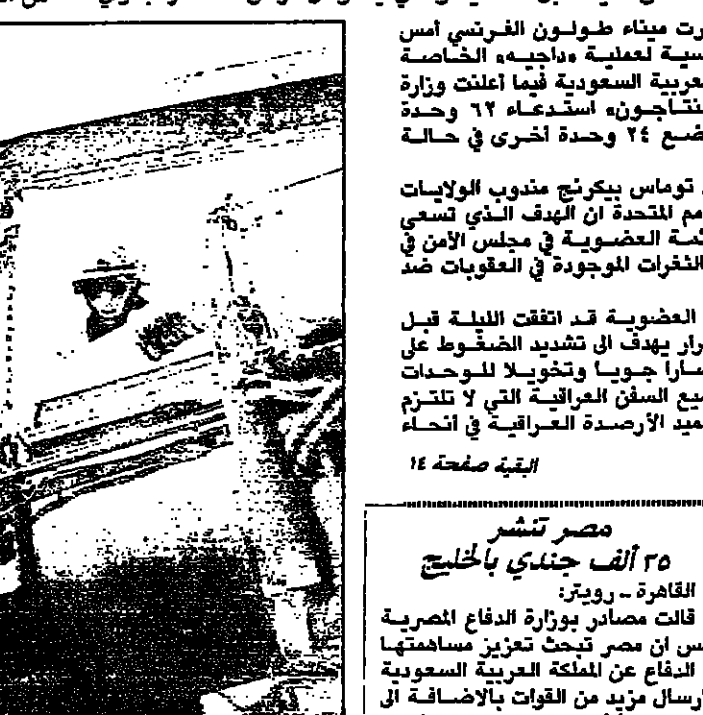 رت ميناء طولون الفرنسي أمس
سية لعملية «داجيه» الخاصة
عربية السعودية فيما أعلنت وزارة
نتاجون» استدعاء ٦٢ وحدة
ضع ٢٤ وحدة أخرى في حالة
توماس بيكرنج مندوب الولايات
مم المتحدة ان الهدف الذي تسعى
ئمة العضوية في مجلس الأمن في
الثغرات الموجودة في العقوبات ضد
العضوية قد اتفقت الليلة قبل
رار يهدف الى تشديد الضغوط على
سارا جويا وتخويلا للوحدات
يع السفن العراقية التي لا تلتزم
ميد الأرصدة العراقية في أنحاء
البقية صفحة ١٤
مصر تنشر
٢٥ ألف جندي بالخليج
القاهرة - رويتر:
قالت مصادر بوزارة الدفاع المصرية
س ان مصر تبحث تعزيز مساهمتها
الدفاع عن المملكة العربية السعودية
ارسال مزيد من القوات بالاضافة الى